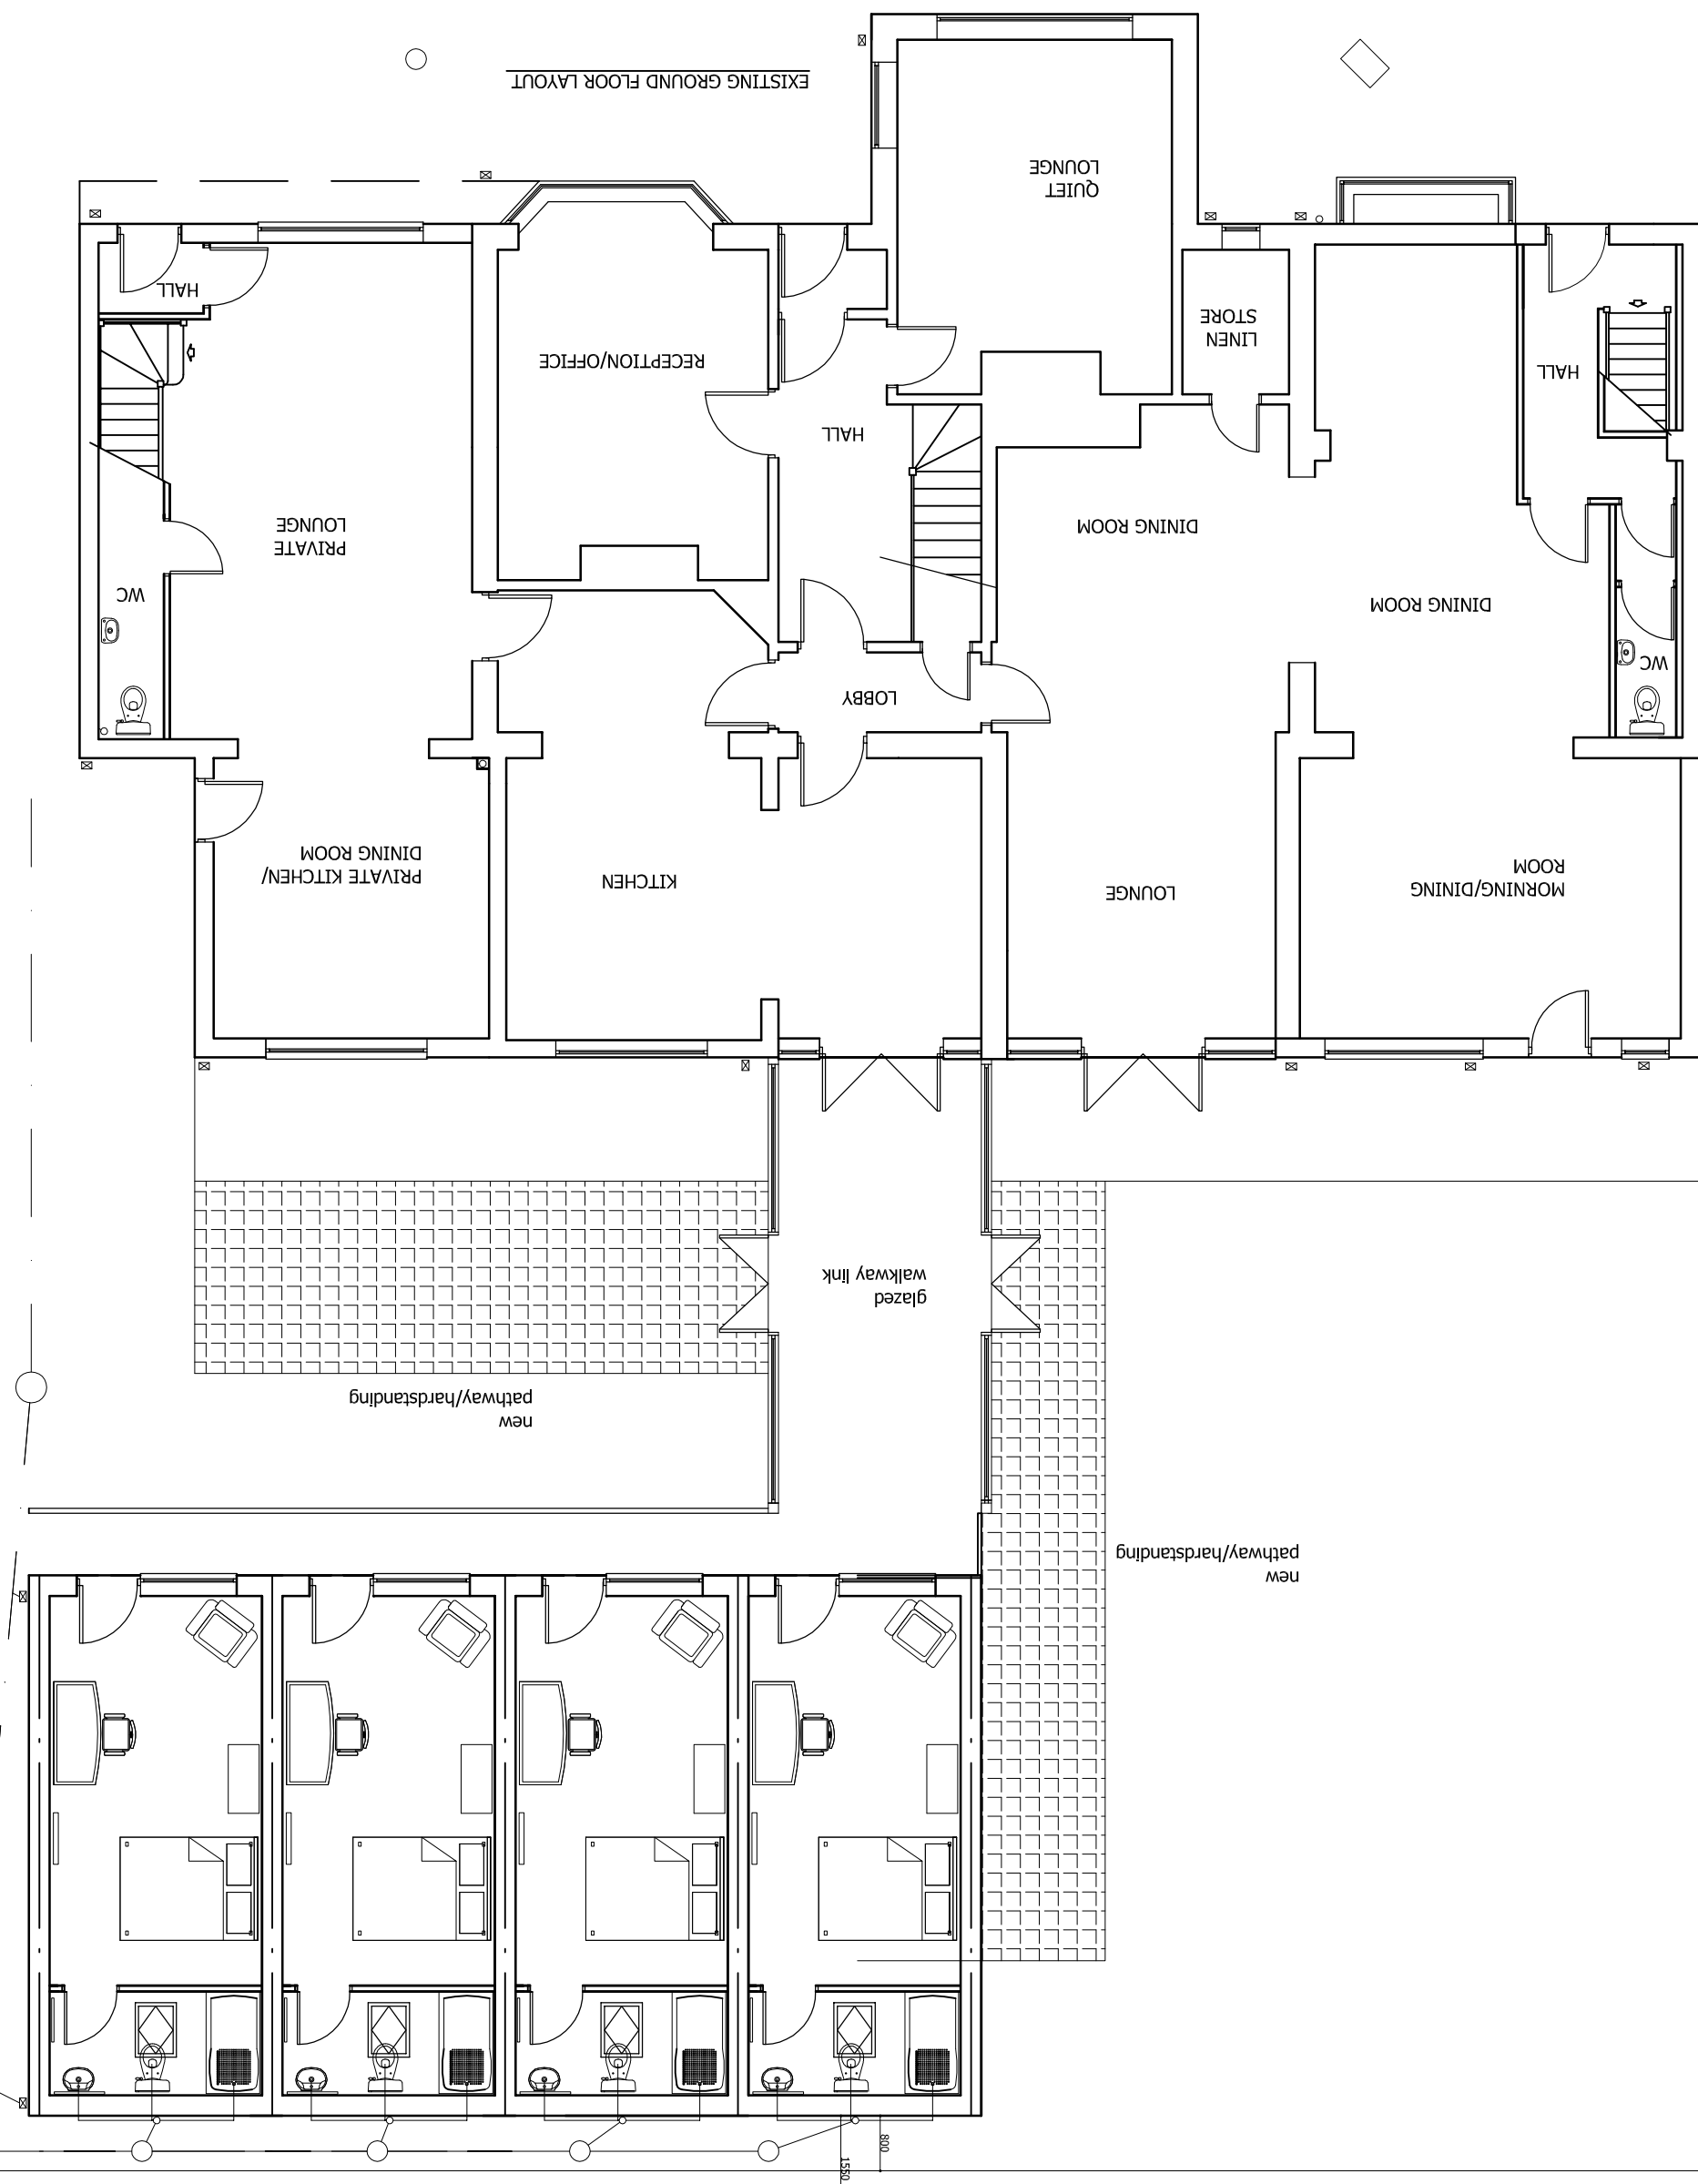 800
1550
new
pathway/hardstanding
new
pathway/hardstanding
glazed
walkway link
MORNING/DINING
ROOM
LOUNGE
KITCHEN
PRIVATE KITCHEN/
DINING ROOM
WC
LOBBY
DINING ROOM
WC
DINING ROOM
PRIVATE
LOUNGE
HALL
HALL
RECEPTION/OFFICE
LINEN
STORE
HALL
QUIET
LOUNGE
EXISTING GROUND FLOOR LAYOUT